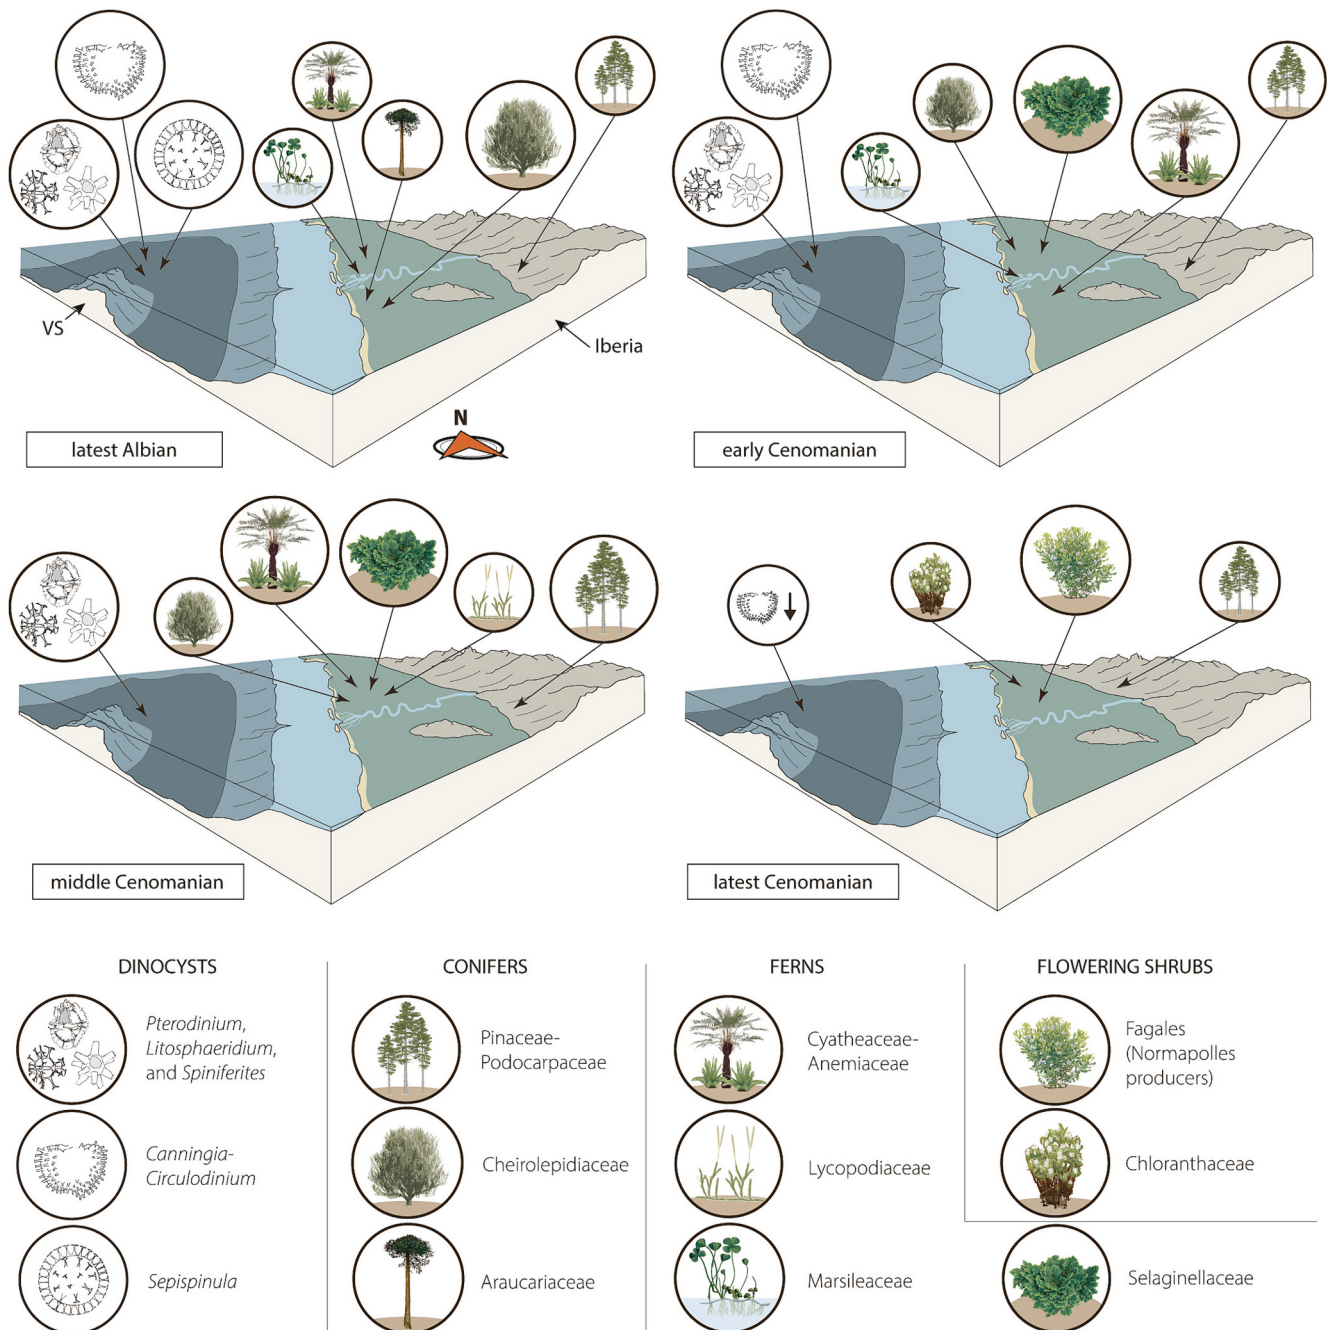 VS
Iberia
latest Albian
N
early Cenomanian
middle Cenomanian
latest Cenomanian
DINOCYSTS
Pterodinium,
Litosphaeridium,
and Spiniferites
Canningia-
Circulodinium
Sepispinula
CONIFERS
Pinaceae-
Podocarpaceae
Cheirolepidiaceae
Araucariaceae
FERNS
Cyatheaceae-
Anemiaceae
Lycopodiaceae
Marsileaceae
FLOWERING SHRUBS
Fagales
(Normapolles
producers)
Chloranthaceae
Selaginellaceae